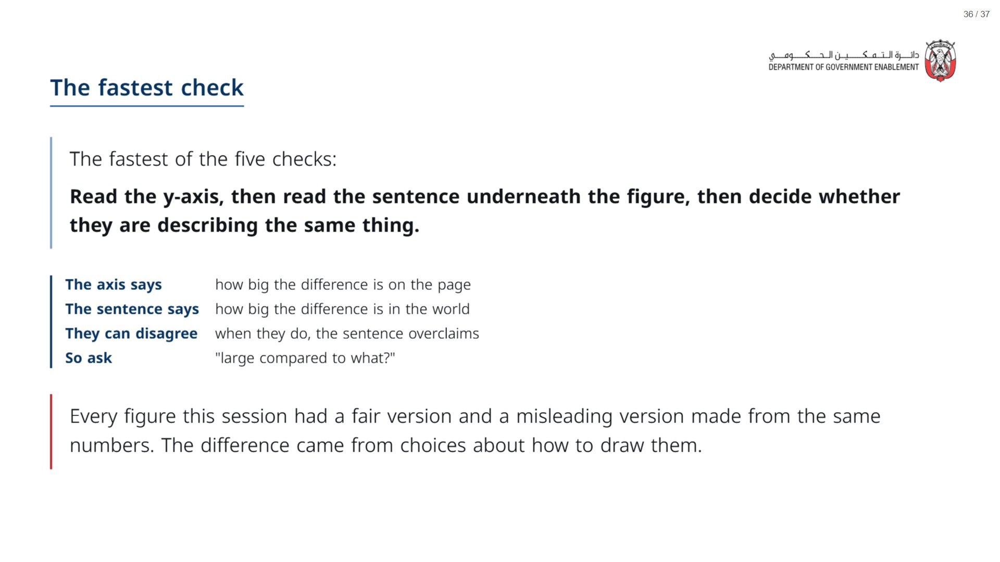 36 / 37
دائرة التمكين الحكومي
DEPARTMENT OF GOVERNMENT ENABLEMENT
The fastest check
The fastest of the five checks:
Read the y-axis, then read the sentence underneath the figure, then decide whether
they are describing the same thing.
The axis says how big the difference is on the page
The sentence says how big the difference is in the world
They can disagree when they do, the sentence overclaims
So ask "large compared to what?"
Every figure this session had a fair version and a misleading version made from the same
numbers. The difference came from choices about how to draw them.